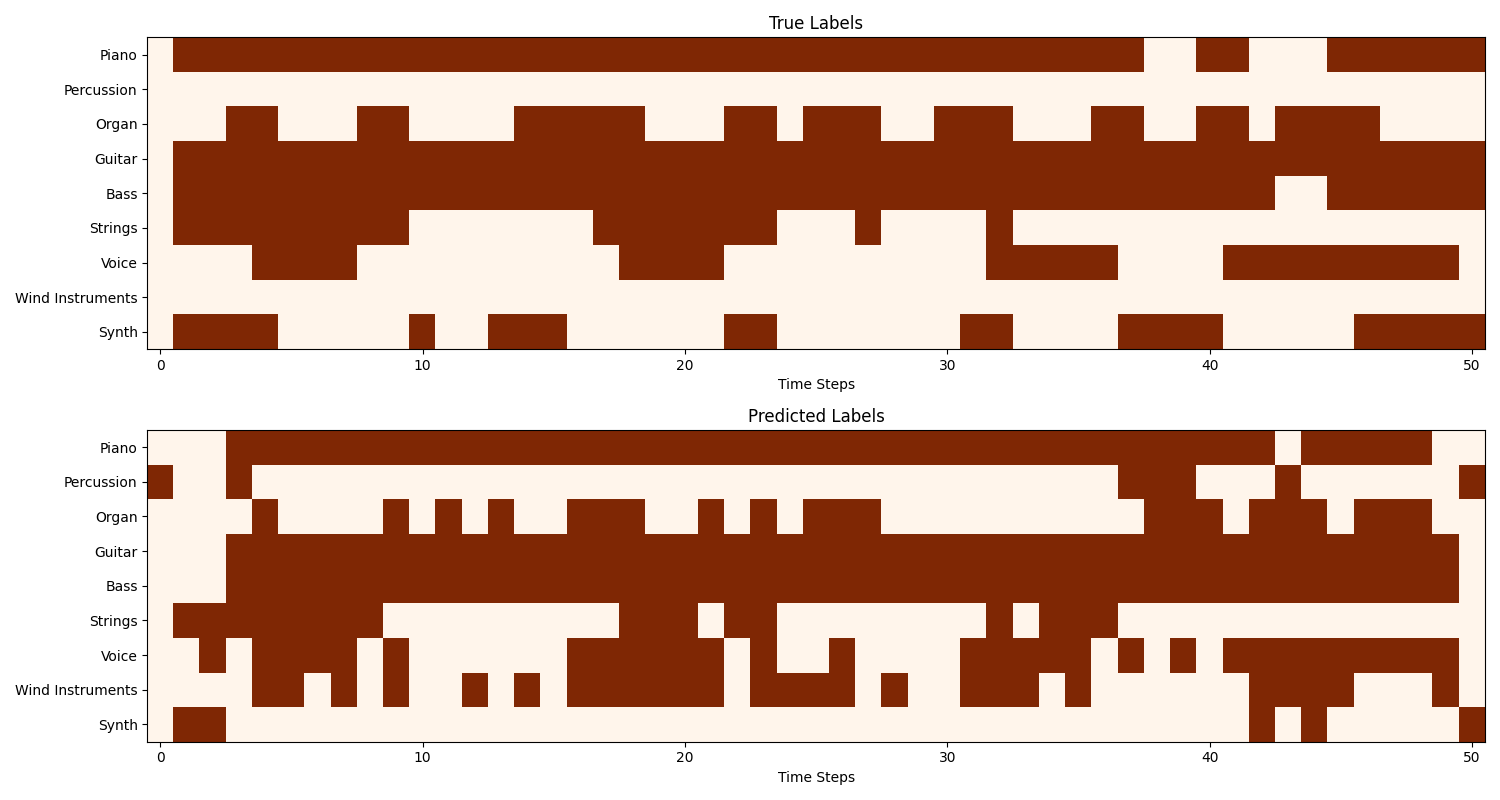 True Labels
Piano
Percussion
Organ
Guitar
Bass
Strings
Voice
Wind Instruments
Synth
0 10 20 30 40 50
Time Steps
Predicted Labels
Piano
Percussion
Organ
Guitar
Bass
Strings
Voice
Wind Instruments
Synth
0 10 20 30 40 50
Time Steps